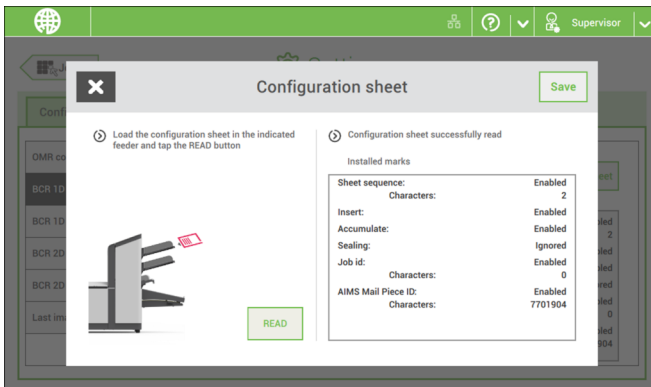 Supervisor
Configuration sheet
Save
Load the configuration sheet in the indicated
feeder and tap the READ button
READ
Configuration sheet successfully read
Installed marks
Sheet sequence: Enabled
Characters: 2
Insert: Enabled
Accumulate: Enabled
Sealing: Ignored
Job id: Enabled
Characters: 0
AIMS Mail Piece ID: Enabled
Characters: 7701904
OMR co
BCR 1D
BCR 1D
BCR 2D
BCR 2D
Last im